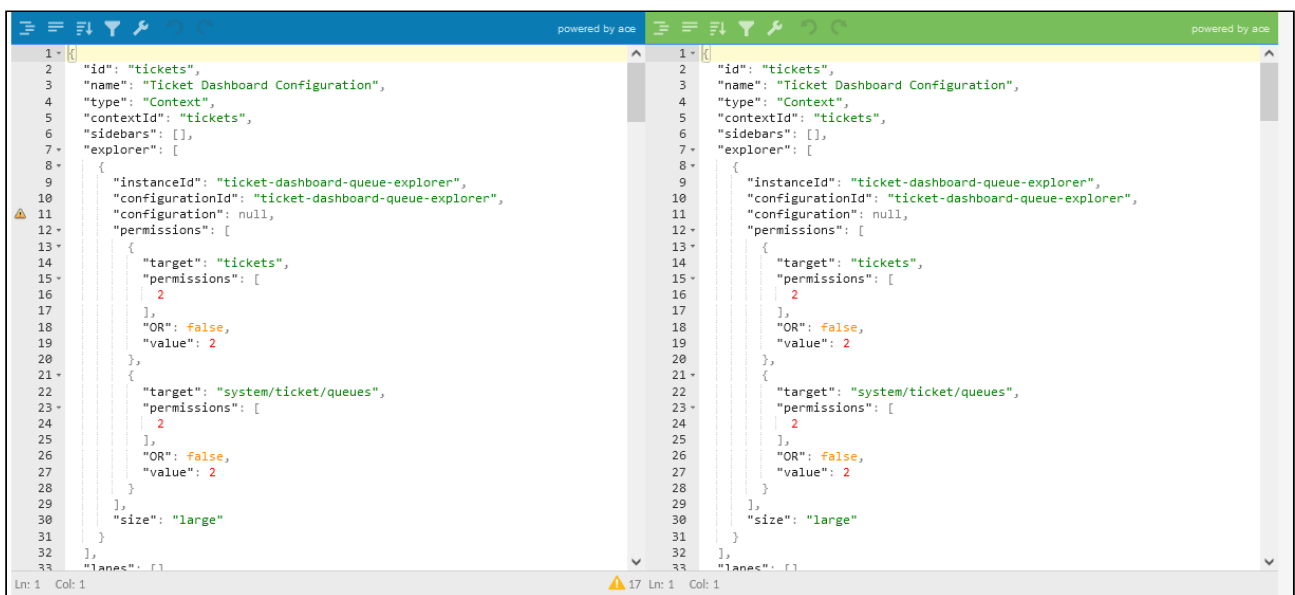 powered by ace
1 {
2 "id": "tickets",
3 "name": "Ticket Dashboard Configuration",
4 "type": "Context",
5 "contextId": "tickets",
6 "sidebars": [],
7 "explorer": [
8 {
9 "instanceId": "ticket-dashboard-queue-explorer",
10 "configurationId": "ticket-dashboard-queue-explorer",
11 "configuration": null,
12 "permissions": [
13 {
14 "target": "tickets",
15 "permissions": [
16 2
17 ],
18 "OR": false,
19 "value": 2
20 },
21 {
22 "target": "system/ticket/queues",
23 "permissions": [
24 2
25 ],
26 "OR": false,
27 "value": 2
28 }
29 ],
30 "size": "large"
31 }
32 ],
33 "lanes": []
Ln: 1 Col: 1
17
powered by ace
1 {
2 "id": "tickets",
3 "name": "Ticket Dashboard Configuration",
4 "type": "Context",
5 "contextId": "tickets",
6 "sidebars": [],
7 "explorer": [
8 {
9 "instanceId": "ticket-dashboard-queue-explorer",
10 "configurationId": "ticket-dashboard-queue-explorer",
11 "configuration": null,
12 "permissions": [
13 {
14 "target": "tickets",
15 "permissions": [
16 2
17 ],
18 "OR": false,
19 "value": 2
20 },
21 {
22 "target": "system/ticket/queues",
23 "permissions": [
24 2
25 ],
26 "OR": false,
27 "value": 2
28 }
29 ],
30 "size": "large"
31 }
32 ],
33 "lanes": []
Ln: 1 Col: 1